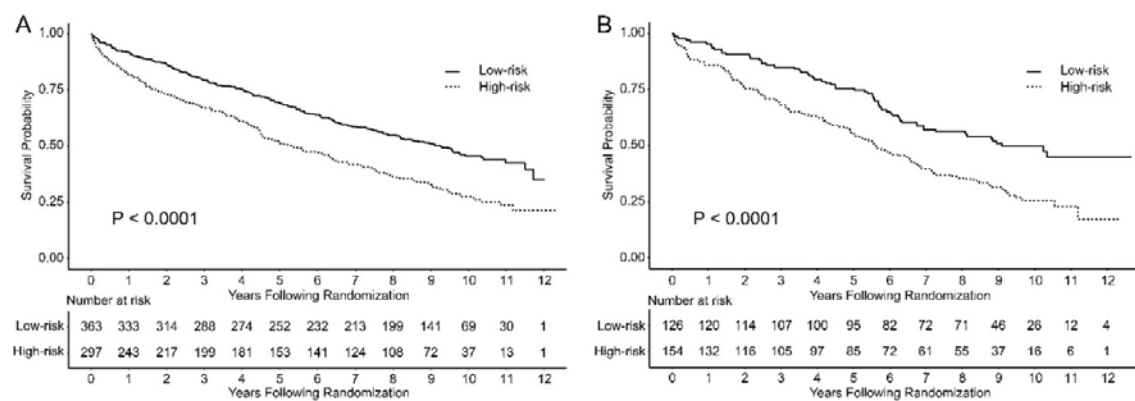 A
1.00
0.75
0.50
0.25
0.00
Survival Probability
Low-risk
High-risk
P < 0.0001
0 1 2 3 4 5 6 7 8 9 10 11 12
Years Following Randomization
Number at risk
Low-risk 363 333 314 288 274 252 232 213 199 141 69 30 1
High-risk 297 243 217 199 181 153 141 124 108 72 37 13 1
0 1 2 3 4 5 6 7 8 9 10 11 12
Years Following Randomization
B
1.00
0.75
0.50
0.25
0.00
Survival Probability
Low-risk
High-risk
P < 0.0001
0 1 2 3 4 5 6 7 8 9 10 11 12
Years Following Randomization
Number at risk
Low-risk 126 120 114 107 100 95 82 72 71 46 26 12 4
High-risk 154 132 116 105 97 85 72 61 55 37 16 6 1
0 1 2 3 4 5 6 7 8 9 10 11 12
Years Following Randomization